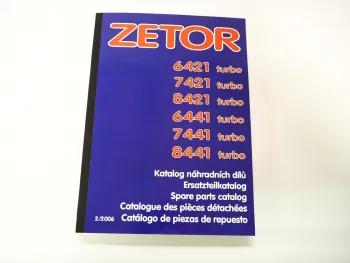 ZETOR
6421 turbo
7421 turbo
8421 turbo
6441 turbo
7441 turbo
8441 turbo
Katalog náhradních dílů
Ersatzteilkatalog
Spare parts catalog
Catalogue des pièces détachées
2/2006 Catálogo de piezas de repuesto